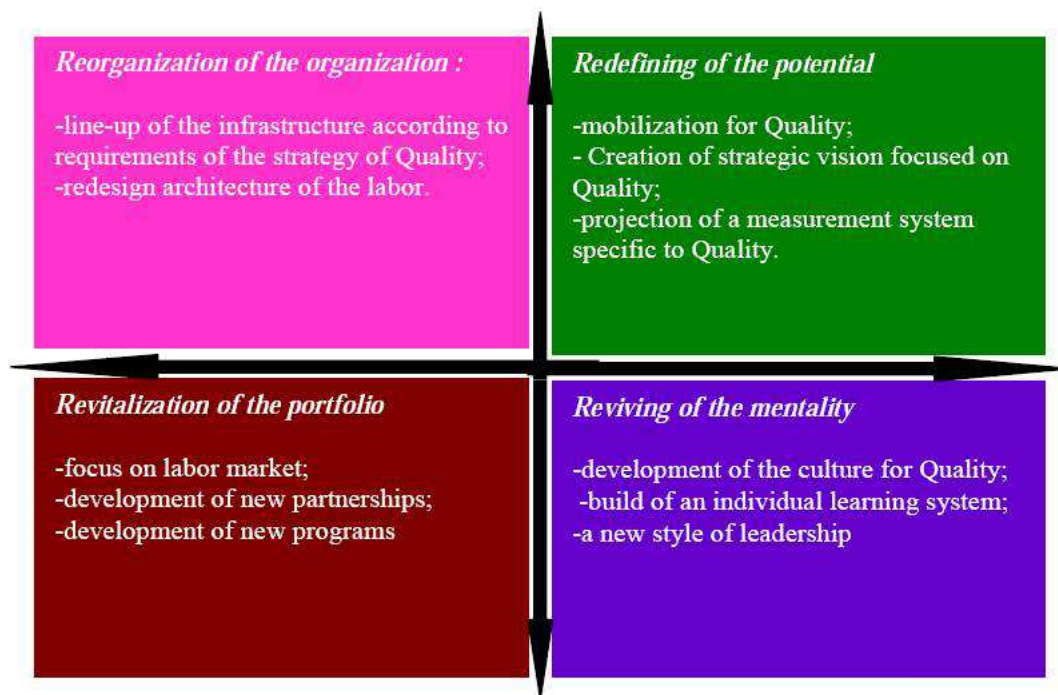 Reorganization of the organization :
-line-up of the infrastructure according to
requirements of the strategy of Quality;
-redesign architecture of the labor.
Redefining of the potential
-mobilization for Quality;
- Creation of strategic vision focused on
Quality;
-projection of a measurement system
specific to Quality.
Revitalization of the portfolio
-focus on labor market;
-development of new partnerships;
-development of new programs
Reviving of the mentality
-development of the culture for Quality;
-build of an individual learning system;
-a new style of leadership